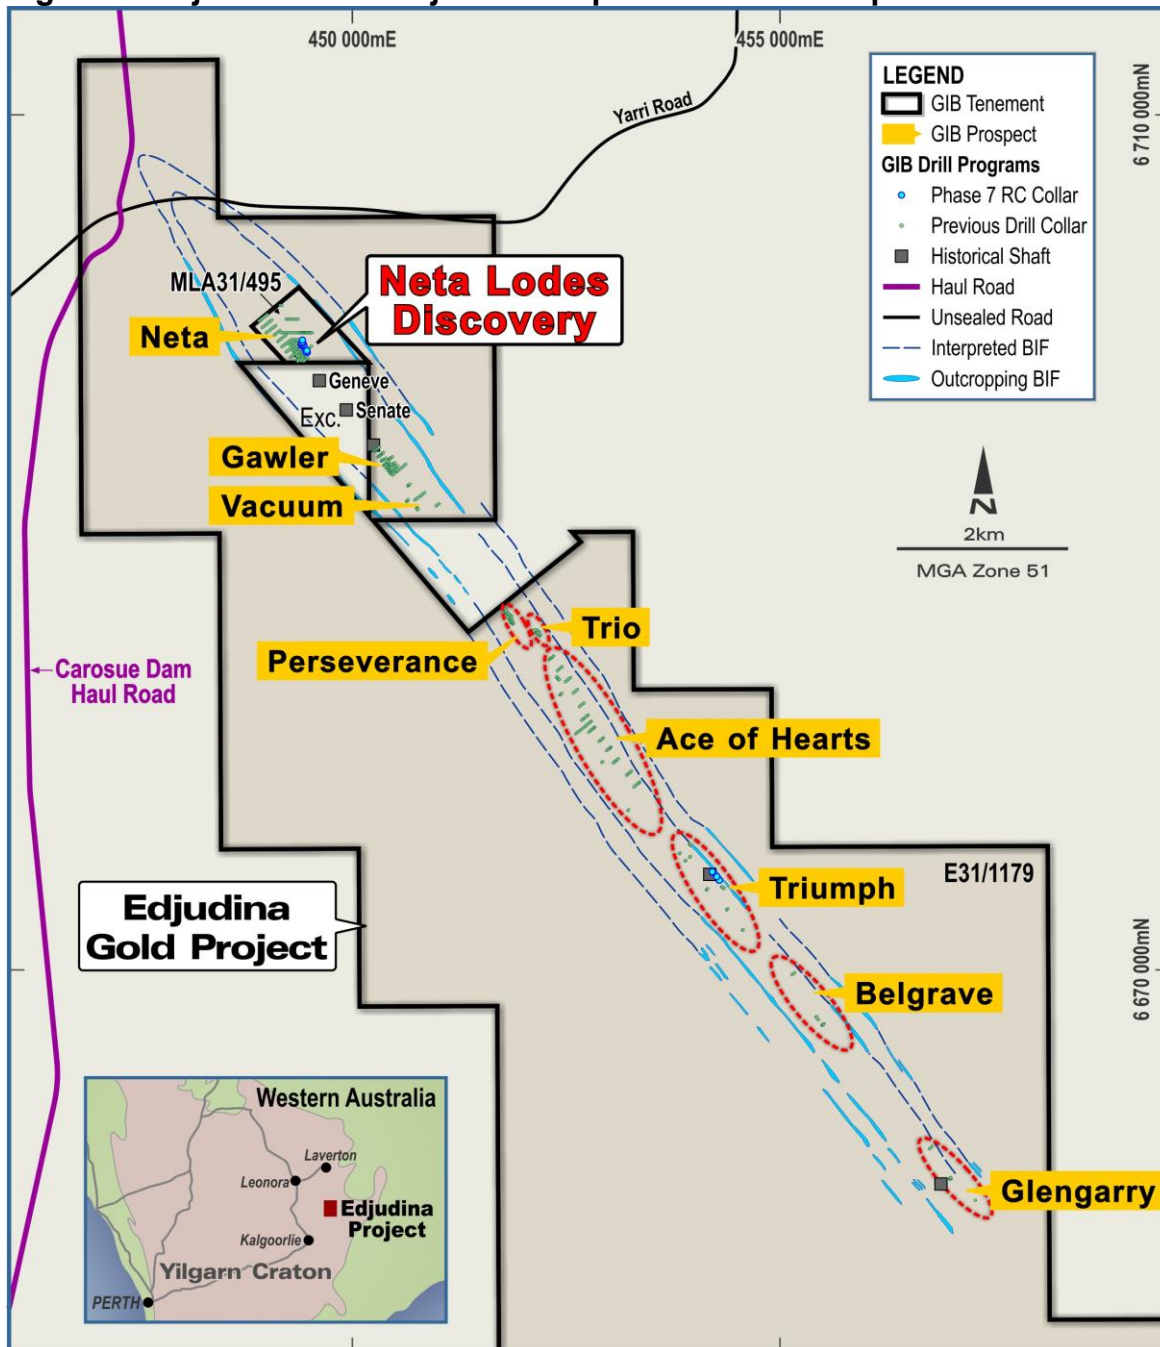 450 000mE
455 000mE
6 710 000mN
Yarri Road
LEGEND
GIB Tenement
GIB Prospect
GIB Drill Programs
Phase 7 RC Collar
Previous Drill Collar
Historical Shaft
Haul Road
Unsealed Road
Interpreted BIF
Outcropping BIF
MLA31/495
Neta Lodes
Discovery
Neta
Geneve
Senate
Exc.
Gawler
Vacuum
N
2km
MGA Zone 51
Trio
Perseverance
Carosue Dam
Haul Road
Ace of Hearts
E31/1179
Triumph
Edjudina
Gold Project
Belgrave
6 670 000mN
Western Australia
Laverton
Leonora
Edjudina
Project
Kalgoorlie
Yilgarn Craton
PERTH
Glengarry